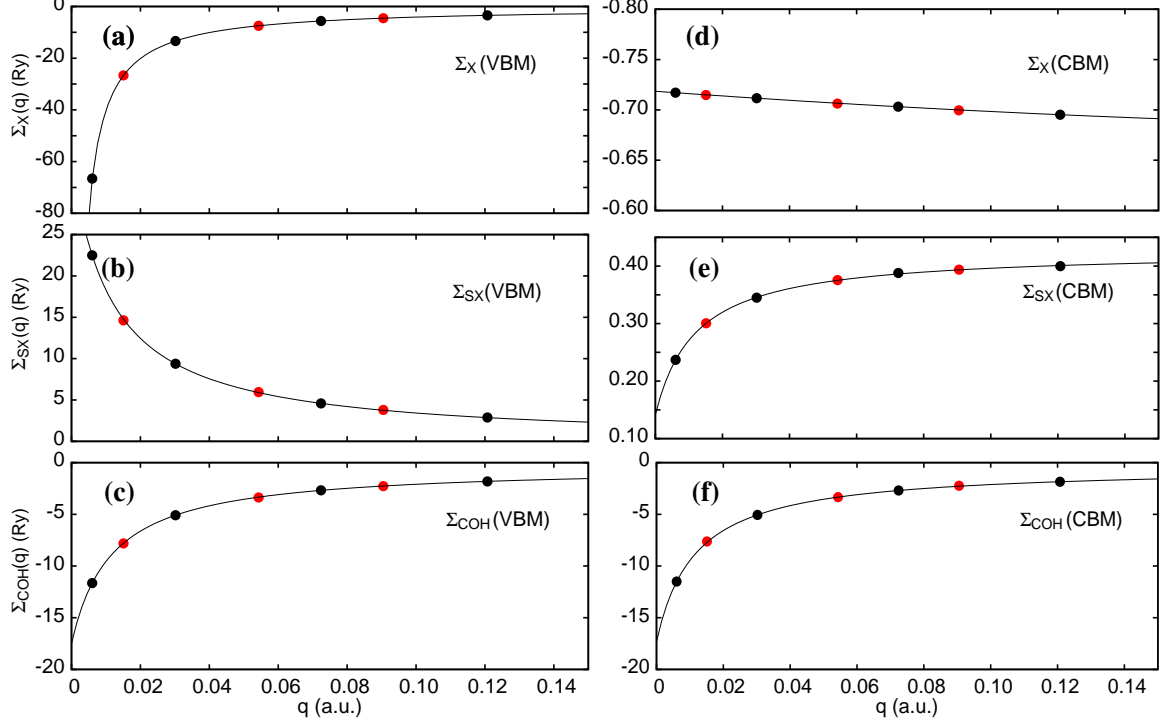 (a)
Σ_X(VBM)
Σ_X(q) (Ry)
0
-20
-40
-60
-80
(d)
Σ_X(CBM)
-0.80
-0.75
-0.70
-0.65
-0.60
(b)
Σ_SX(VBM)
Σ_SX(q) (Ry)
25
20
15
10
5
0
(e)
Σ_SX(CBM)
0.40
0.30
0.20
0.10
(c)
Σ_COH(VBM)
Σ_COH(q) (Ry)
0
-5
-10
-15
-20
0 0.02 0.04 0.06 0.08 0.10 0.12 0.14
q (a.u.)
(f)
Σ_COH(CBM)
0
-5
-10
-15
-20
0 0.02 0.04 0.06 0.08 0.10 0.12 0.14
q (a.u.)